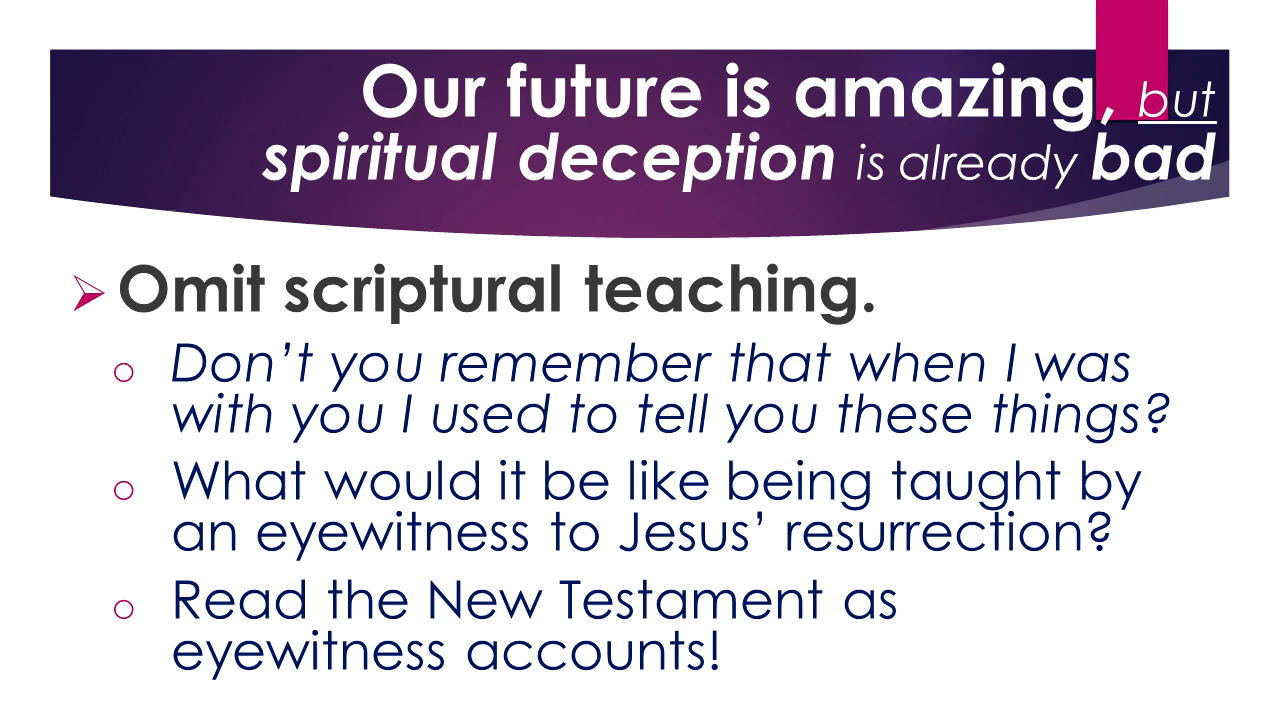 Our future is amazing, but
spiritual deception is already bad
Omit scriptural teaching.
Don’t you remember that when I was
with you I used to tell you these things?
What would it be like being taught by
an eyewitness to Jesus’ resurrection?
Read the New Testament as
eyewitness accounts!